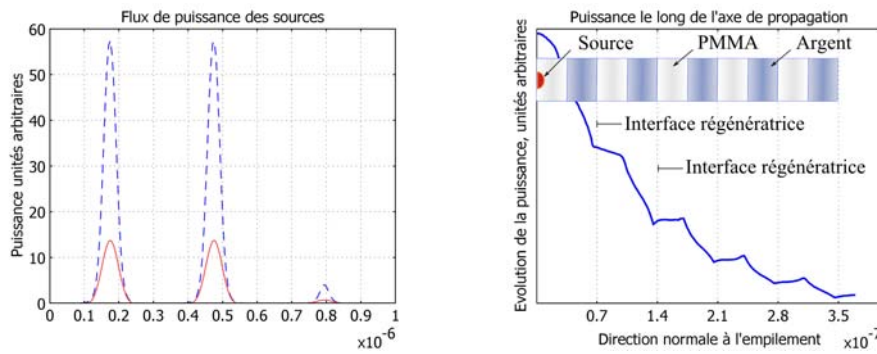 Flux de puissance des sources
Puissance unités arbitraires
60
50
40
30
20
10
0
0 0.1 0.2 0.3 0.4 0.5 0.6 0.7 0.8 0.9 1
x10-6
Puissance le long de l'axe de propagation
Source PMMA Argent
Interface régénératrice
Interface régénératrice
Evolution de la puissance, unités arbitraires
0.7 1.4 2.1 2.8 3.5
Direction normale à l'empilement x10-7